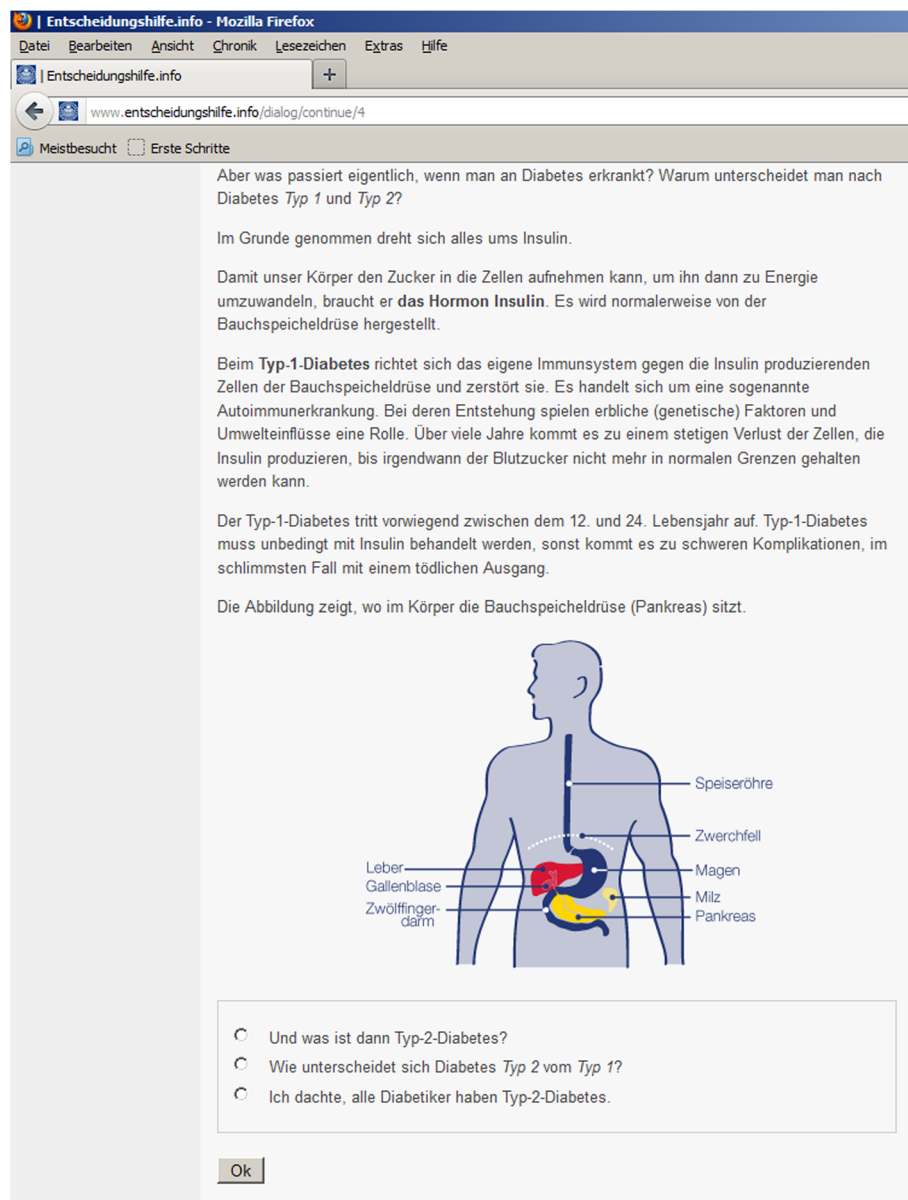 | Entscheidungshilfe.info - Mozilla Firefox
Datei Bearbeiten Ansicht Chronik Lesezeichen Extras Hilfe
| Entscheidungshilfe.info +
www.entscheidungshilfe.info/dialog/continue/4
Meistbesucht Erste Schritte
Aber was passiert eigentlich, wenn man an Diabetes erkrankt? Warum unterscheidet man nach
Diabetes Typ 1 und Typ 2?
Im Grunde genommen dreht sich alles ums Insulin.
Damit unser Körper den Zucker in die Zellen aufnehmen kann, um ihn dann zu Energie
umzuwandeln, braucht er das Hormon Insulin. Es wird normalerweise von der
Bauchspeicheldrüse hergestellt.
Beim Typ-1-Diabetes richtet sich das eigene Immunsystem gegen die Insulin produzierenden
Zellen der Bauchspeicheldrüse und zerstört sie. Es handelt sich um eine sogenannte
Autoimmunerkrankung. Bei deren Entstehung spielen erbliche (genetische) Faktoren und
Umwelteinflüsse eine Rolle. Über viele Jahre kommt es zu einem stetigen Verlust der Zellen, die
Insulin produzieren, bis irgendwann der Blutzucker nicht mehr in normalen Grenzen gehalten
werden kann.
Der Typ-1-Diabetes tritt vorwiegend zwischen dem 12. und 24. Lebensjahr auf. Typ-1-Diabetes
muss unbedingt mit Insulin behandelt werden, sonst kommt es zu schweren Komplikationen, im
schlimmsten Fall mit einem tödlichen Ausgang.
Die Abbildung zeigt, wo im Körper die Bauchspeicheldrüse (Pankreas) sitzt.
Speiseröhre
Zwerchfell
Leber
Magen
Gallenblase
Milz
Zwölffinger-
darm
Pankreas
Und was ist dann Typ-2-Diabetes?
Wie unterscheidet sich Diabetes Typ 2 vom Typ 1?
Ich dachte, alle Diabetiker haben Typ-2-Diabetes.
Ok